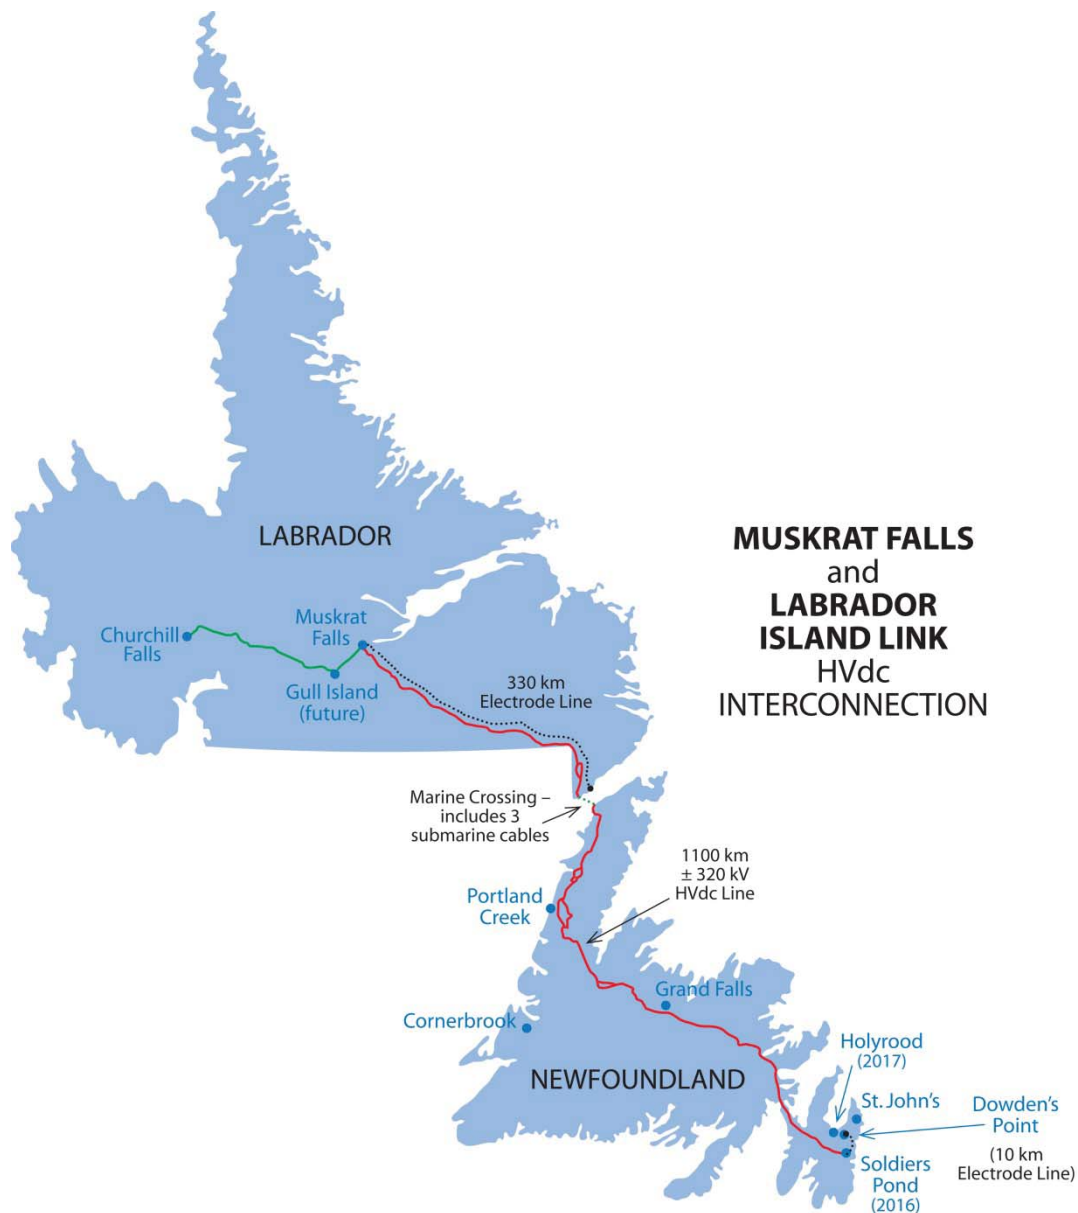 LABRADOR
MUSKRAT FALLS
and
LABRADOR
ISLAND LINK
HVdc
INTERCONNECTION
Muskrat
Falls
Churchill
Falls
Gull Island
(future)
330 km
Electrode Line
Marine Crossing –
includes 3
submarine cables
1100 km
± 320 kV
HVdc Line
Portland
Creek
Grand Falls
Cornerbrook
NEWFOUNDLAND
Holyrood
(2017)
St. John's
Dowden's
Point
(10 km
Electrode Line)
Soldiers
Pond
(2016)